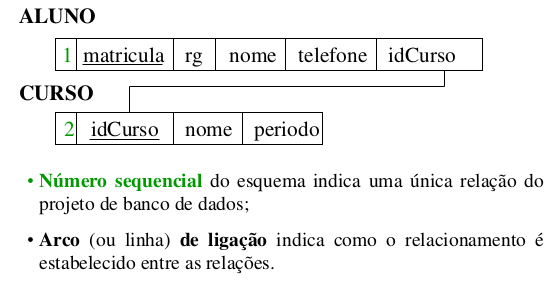 ALUNO
1 matricula rg nome telefone idCurso
CURSO
2 idCurso nome periodo
• Número sequencial do esquema indica uma única relação do
projeto de banco de dados;
• Arco (ou linha) de ligação indica como o relacionamento é
estabelecido entre as relações.